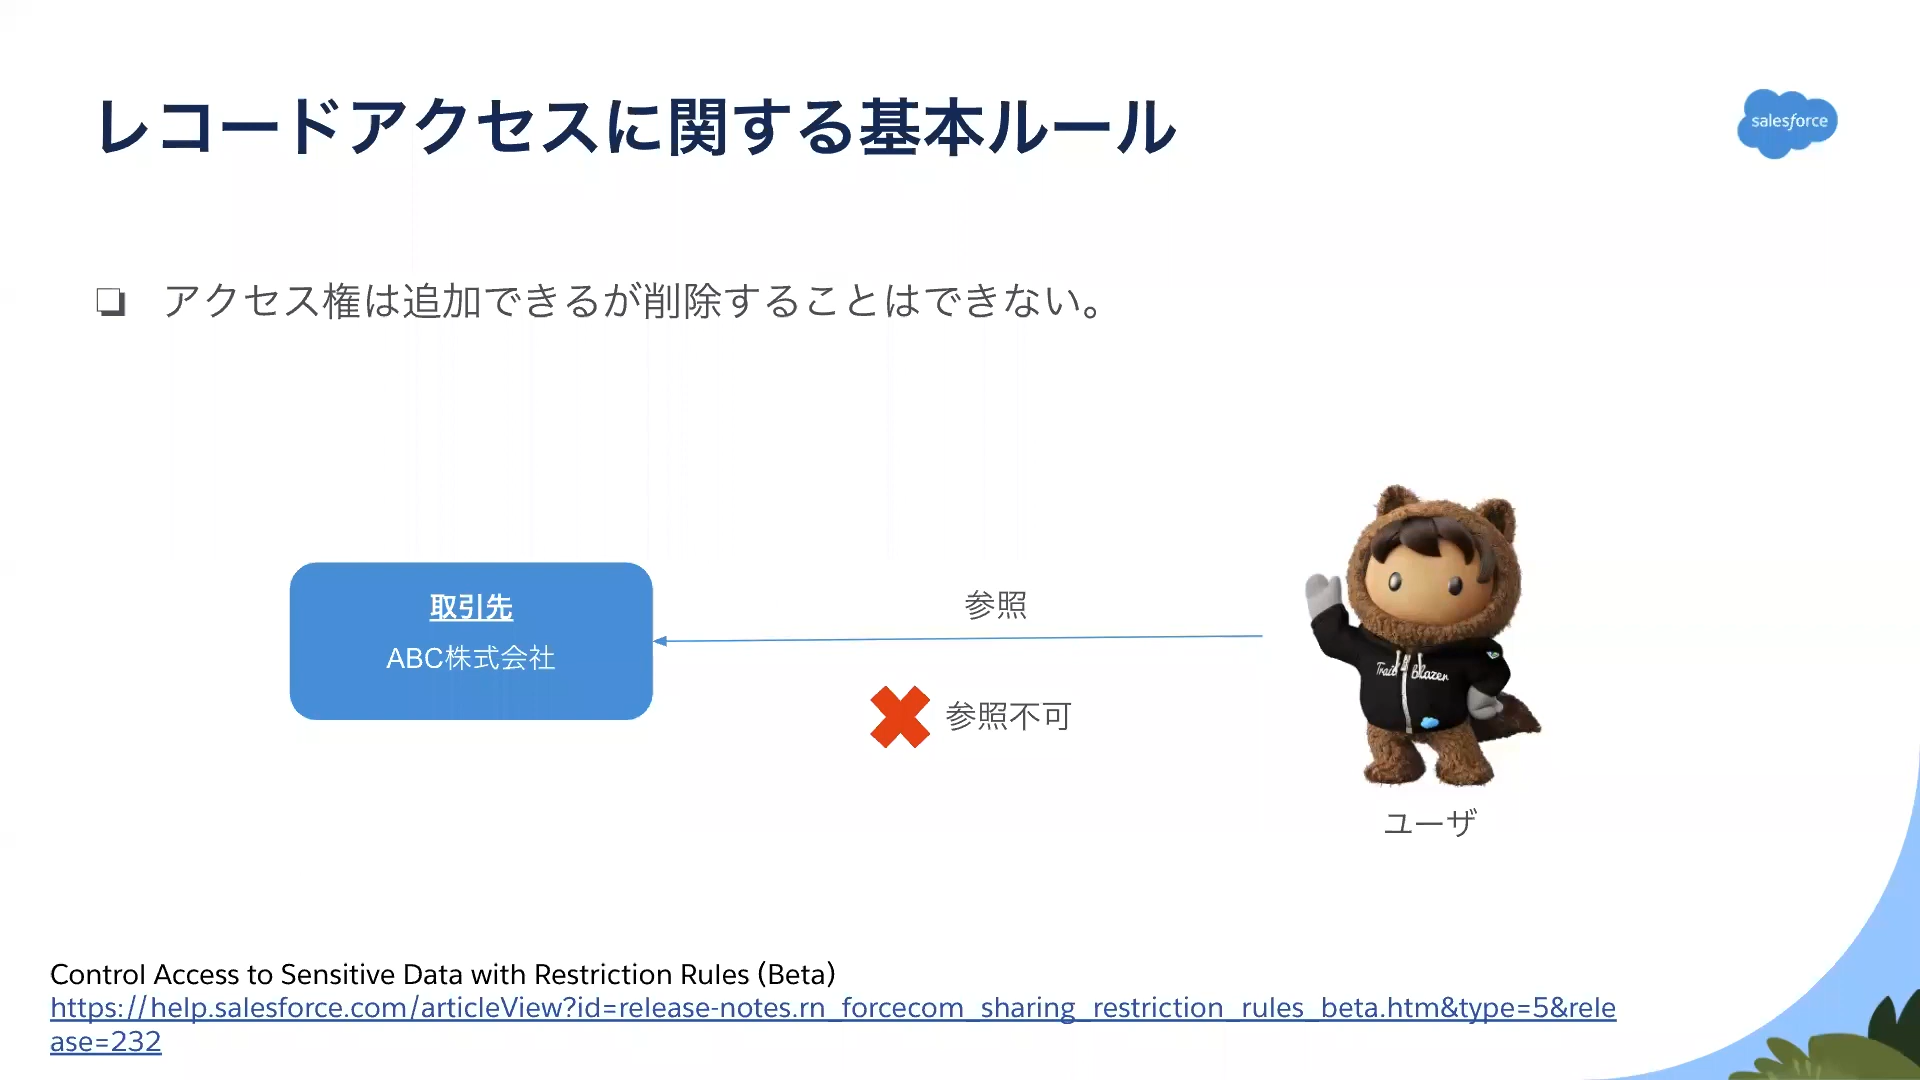 レコードアクセスに関する基本ルール
salesforce
❏ アクセス権は追加できるが削除することはできない。
取引先
ABC株式会社
参照
参照不可
Trail Blazer
ユーザ
Control Access to Sensitive Data with Restriction Rules (Beta)
https://help.salesforce.com/articleView?id=release-notes.rn_forcecom_sharing_restriction_rules_beta.htm&type=5&rele
ase=232